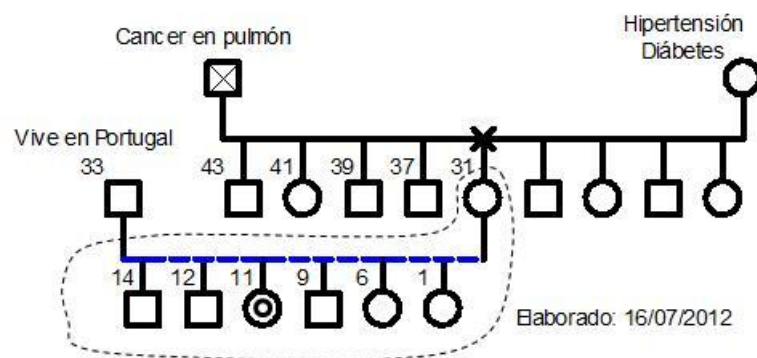 Cancer en pulmón
Hipertensión
Diábetes
Vive en Portugal
33
43 41 39 37 31
14 12 11 9 6 1
Elaborado: 16/07/2012